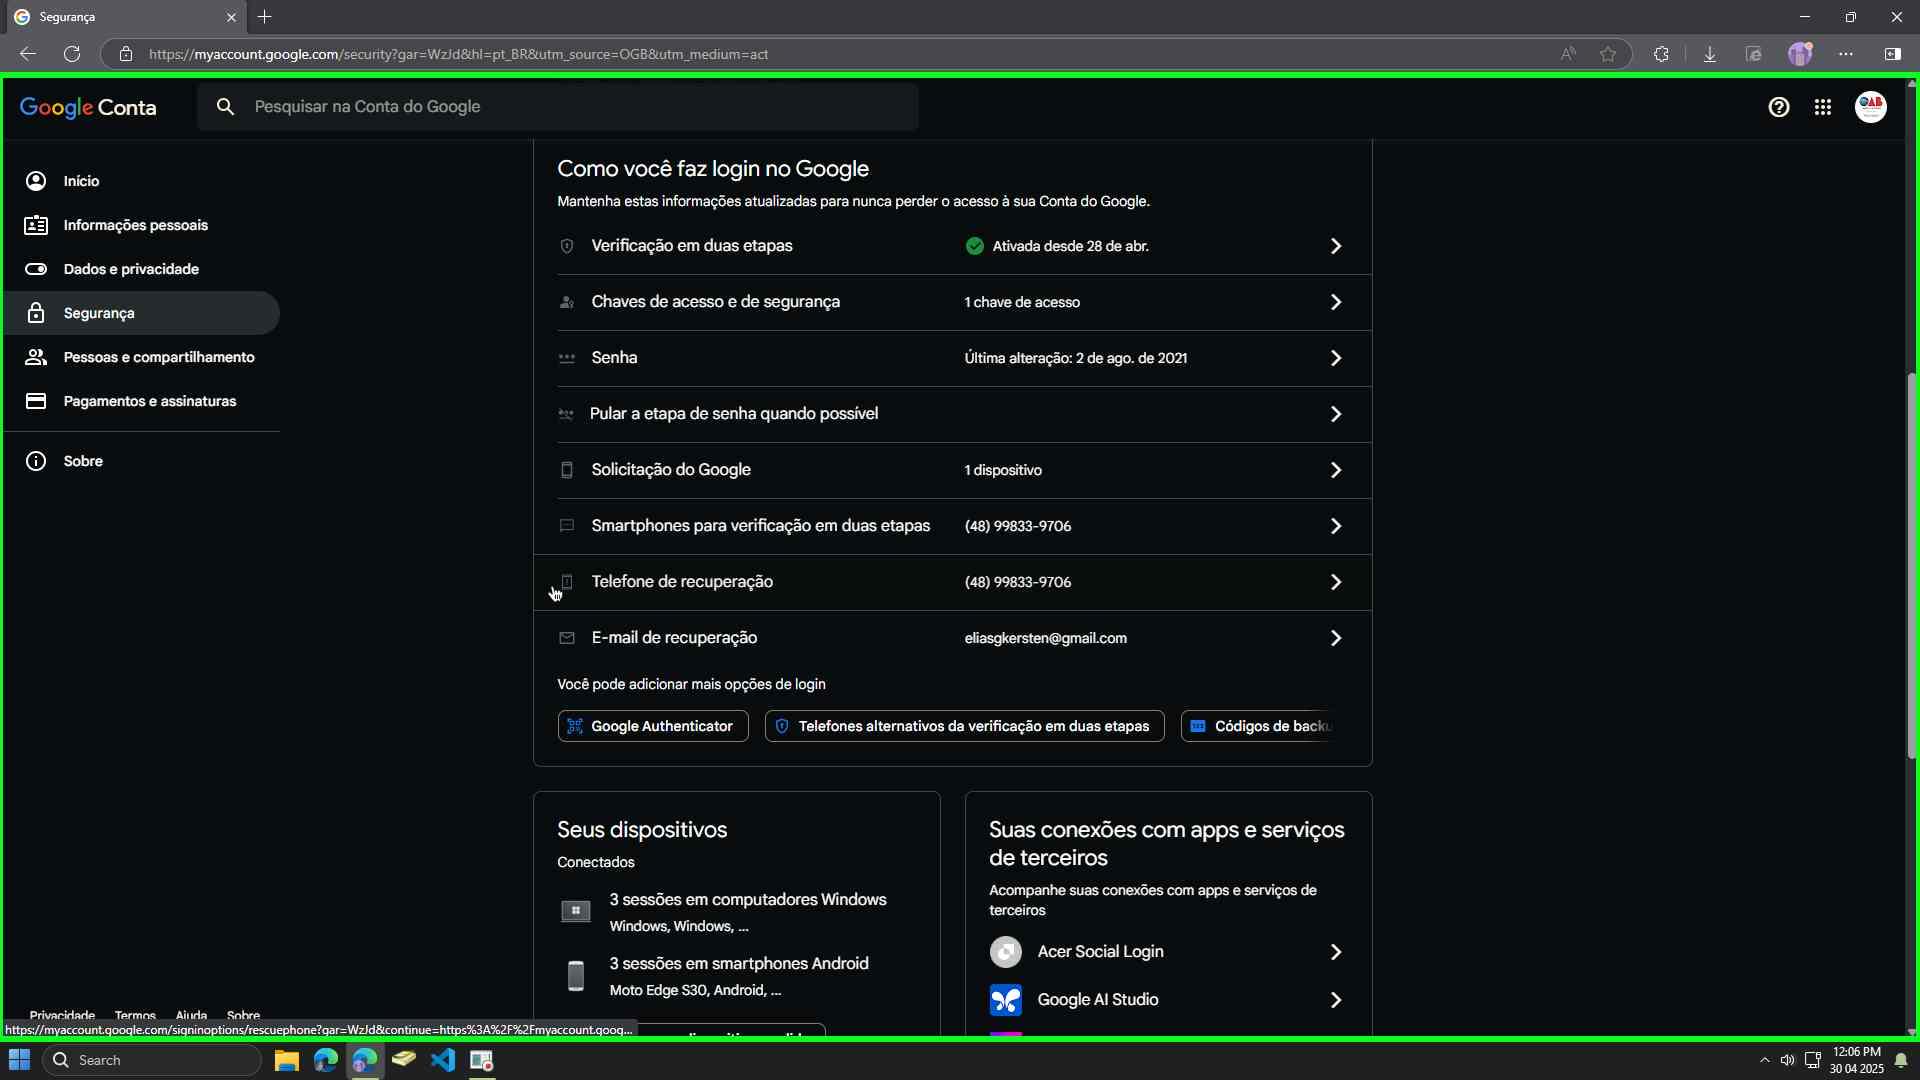 Segurança
https://myaccount.google.com/security?gar=WzJd&hl=pt_BR&utm_source=OGB&utm_medium=act
Google Conta
Pesquisar na Conta do Google
OAB
Início
Informações pessoais
Dados e privacidade
Segurança
Pessoas e compartilhamento
Pagamentos e assinaturas
Sobre
Como você faz login no Google
Mantenha estas informações atualizadas para nunca perder o acesso à sua Conta do Google.
Verificação em duas etapas
Ativada desde 28 de abr.
Chaves de acesso e de segurança
1 chave de acesso
Senha
Última alteração: 2 de ago. de 2021
Pular a etapa de senha quando possível
Solicitação do Google
1 dispositivo
Smartphones para verificação em duas etapas
(48) 99833-9706
Telefone de recuperação
(48) 99833-9706
E-mail de recuperação
eliasgkersten@gmail.com
Você pode adicionar mais opções de login
Google Authenticator
Telefones alternativos da verificação em duas etapas
Códigos de backu
Seus dispositivos
Conectados
3 sessões em computadores Windows
Windows, Windows, ...
3 sessões em smartphones Android
Moto Edge S30, Android, ...
Suas conexões com apps e serviços
de terceiros
Acompanhe suas conexões com apps e serviços de
terceiros
Acer Social Login
Google AI Studio
Privacidade Termos Ajuda Sobre
https://myaccount.google.com/signinoptions/rescuephone?gar=WzJd&continue=https%3A%2F%2Fmyaccount.goog...
Search
12:06 PM
30 04 2025